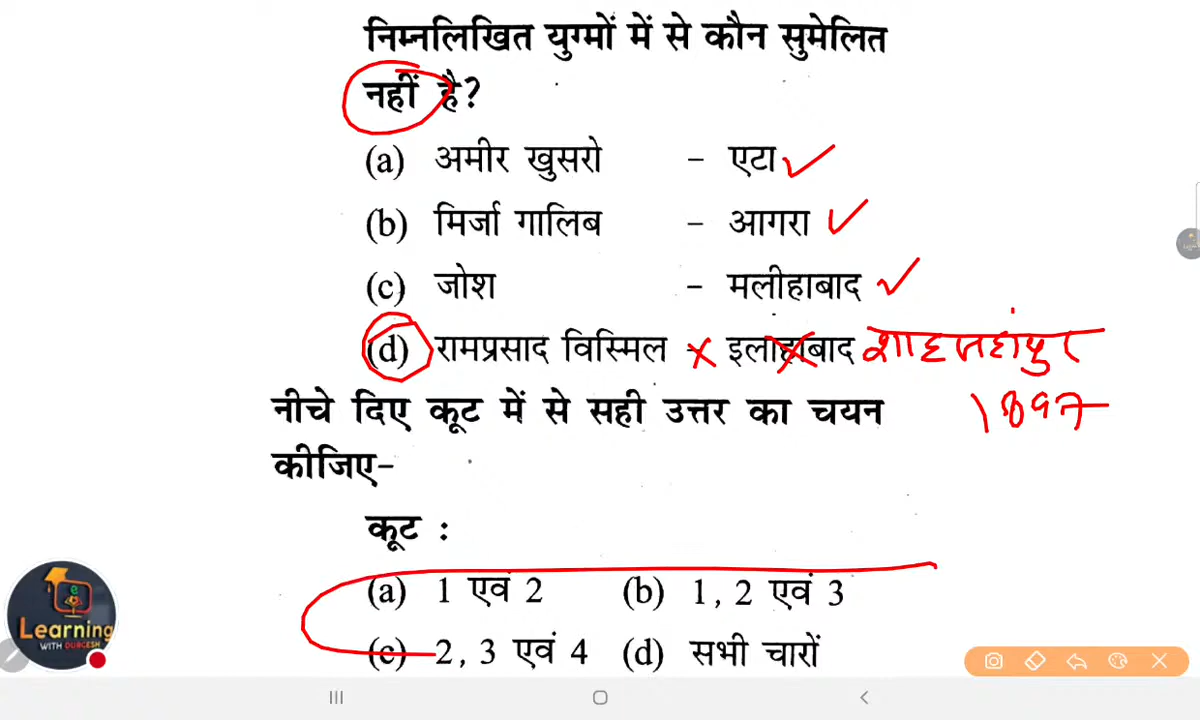 निम्नलिखित युग्मों में से कौन सुमेलित
नहीं है?
(a) अमीर खुसरो - एटा
(b) मिर्जा गालिब - आगरा
(c) जोश - मलीहाबाद
(d) रामप्रसाद विस्मिल - इलाहाबाद शाहजहांपुर
1897
नीचे दिए कूट में से सही उत्तर का चयन
कीजिए-
कूट :
(a) 1 एवं 2 (b) 1, 2 एवं 3
(c) 2, 3 एवं 4 (d) सभी चारों
Learning
WITH DURGESH